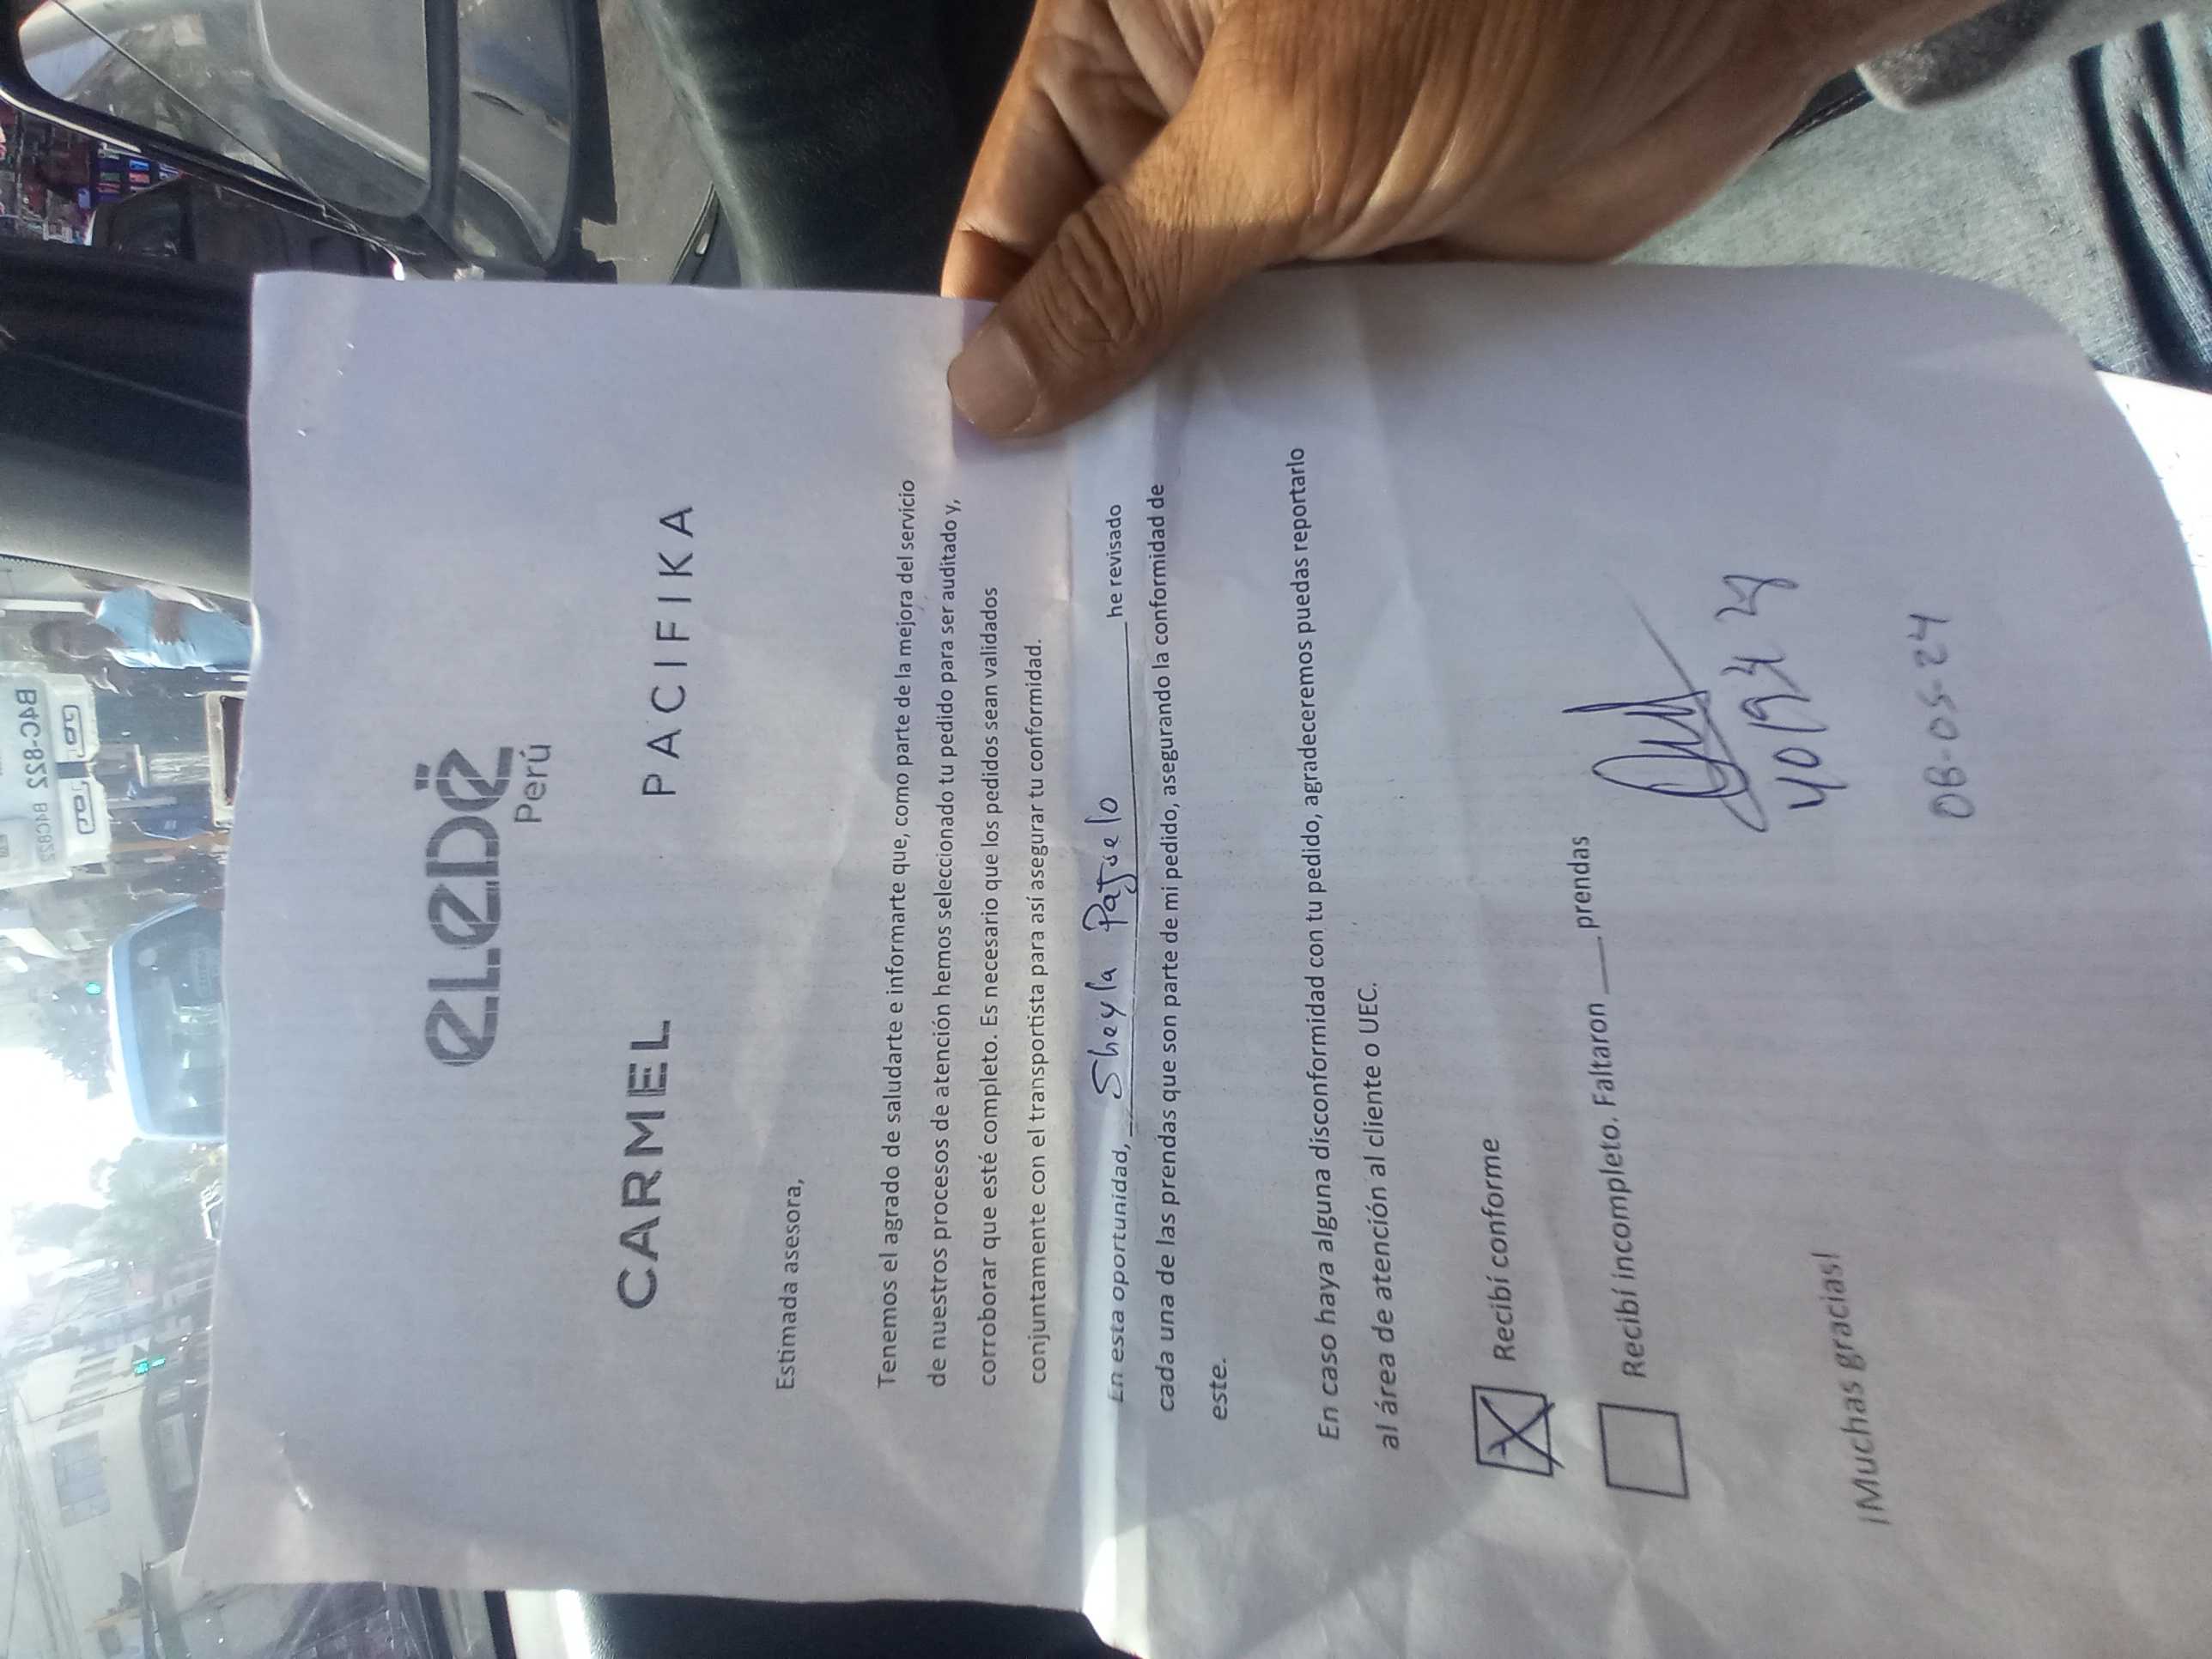 eLeDë
Perú
CARMEL PACIFIKA
Estimada asesora,
Tenemos el agrado de saludarte e informarte que, como parte de la mejora del servicio
de nuestros procesos de atención hemos seleccionado tu pedido para ser auditado y,
corroborar que esté completo. Es necesario que los pedidos sean validados
conjuntamente con el transportista para así asegurar tu conformidad.
En esta oportunidad, Sheyla Pajuelo he revisado
cada una de las prendas que son parte de mi pedido, asegurando la conformidad de
este.
En caso haya alguna disconformidad con tu pedido, agradeceremos puedas reportarlo
al área de atención al cliente o UEC.
X Recibí conforme
Recibí incompleto. Faltaron ___ prendas
08-05-24
¡Muchas gracias!
B4C-822
B4C822